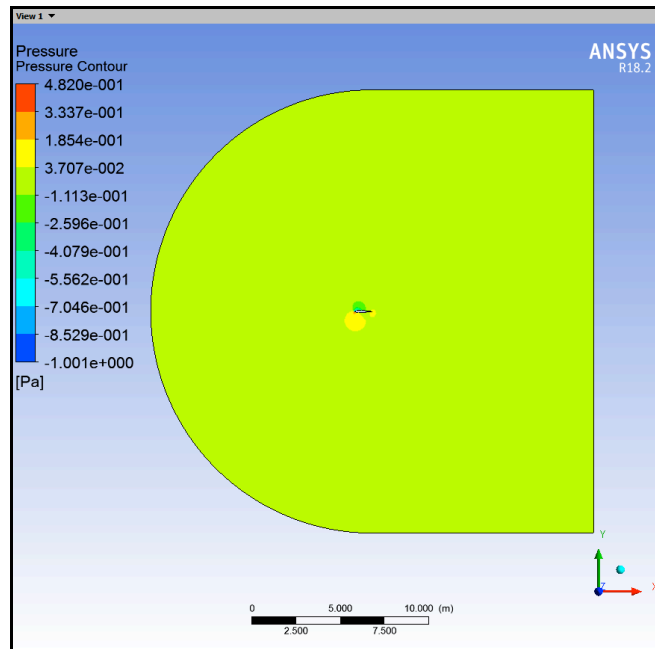 View 1
Pressure
Pressure Contour
4.820e-001
3.337e-001
1.854e-001
3.707e-002
-1.113e-001
-2.596e-001
-4.079e-001
-5.562e-001
-7.046e-001
-8.529e-001
-1.001e+000
[Pa]
ANSYS
R18.2
Y
Z
X
0 5.000 10.000 (m)
2.500 7.500